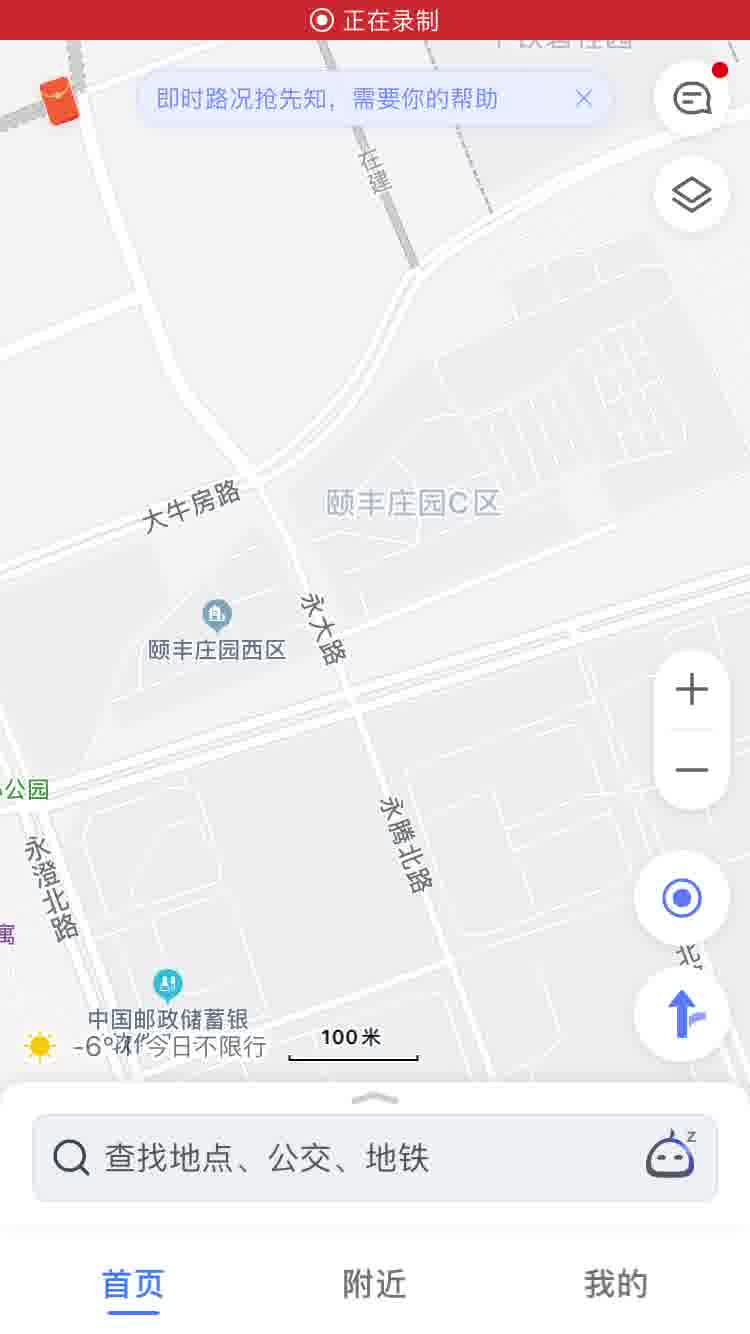 正在录制
即时路况抢先知，需要你的帮助
在建
颐丰庄园C区
大牛房路
永大路
颐丰庄园西区
公园
永澄北路
永腾北路
寓
北
中国邮政储蓄银
-6°
今日不限行
100米
查找地点、公交、地铁
z
首页
附近
我的